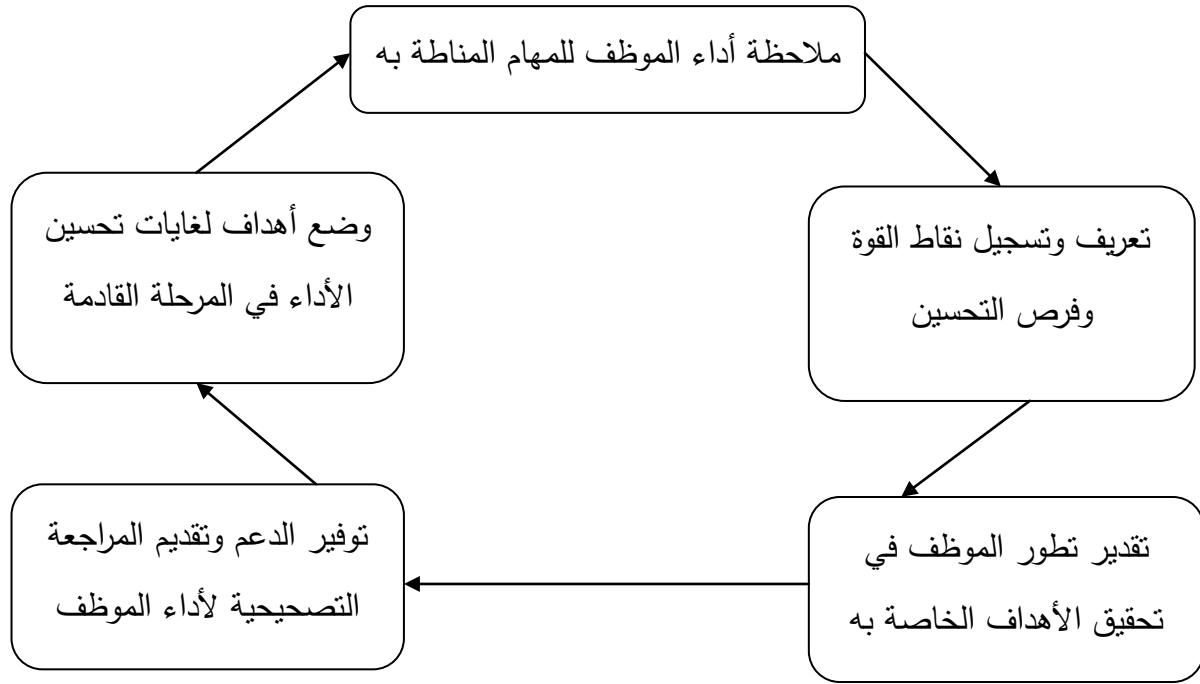 ملاحظة أداء الموظف للمهام المناطة به
تعريف وتسجيل نقاط القوة
وفرص التحسين
تقدير تطور الموظف في
تحقيق الأهداف الخاصة به
توفير الدعم وتقديم المراجعة
التصحيحية لأداء الموظف
وضع أهداف لغايات تحسين
الأداء في المرحلة القادمة